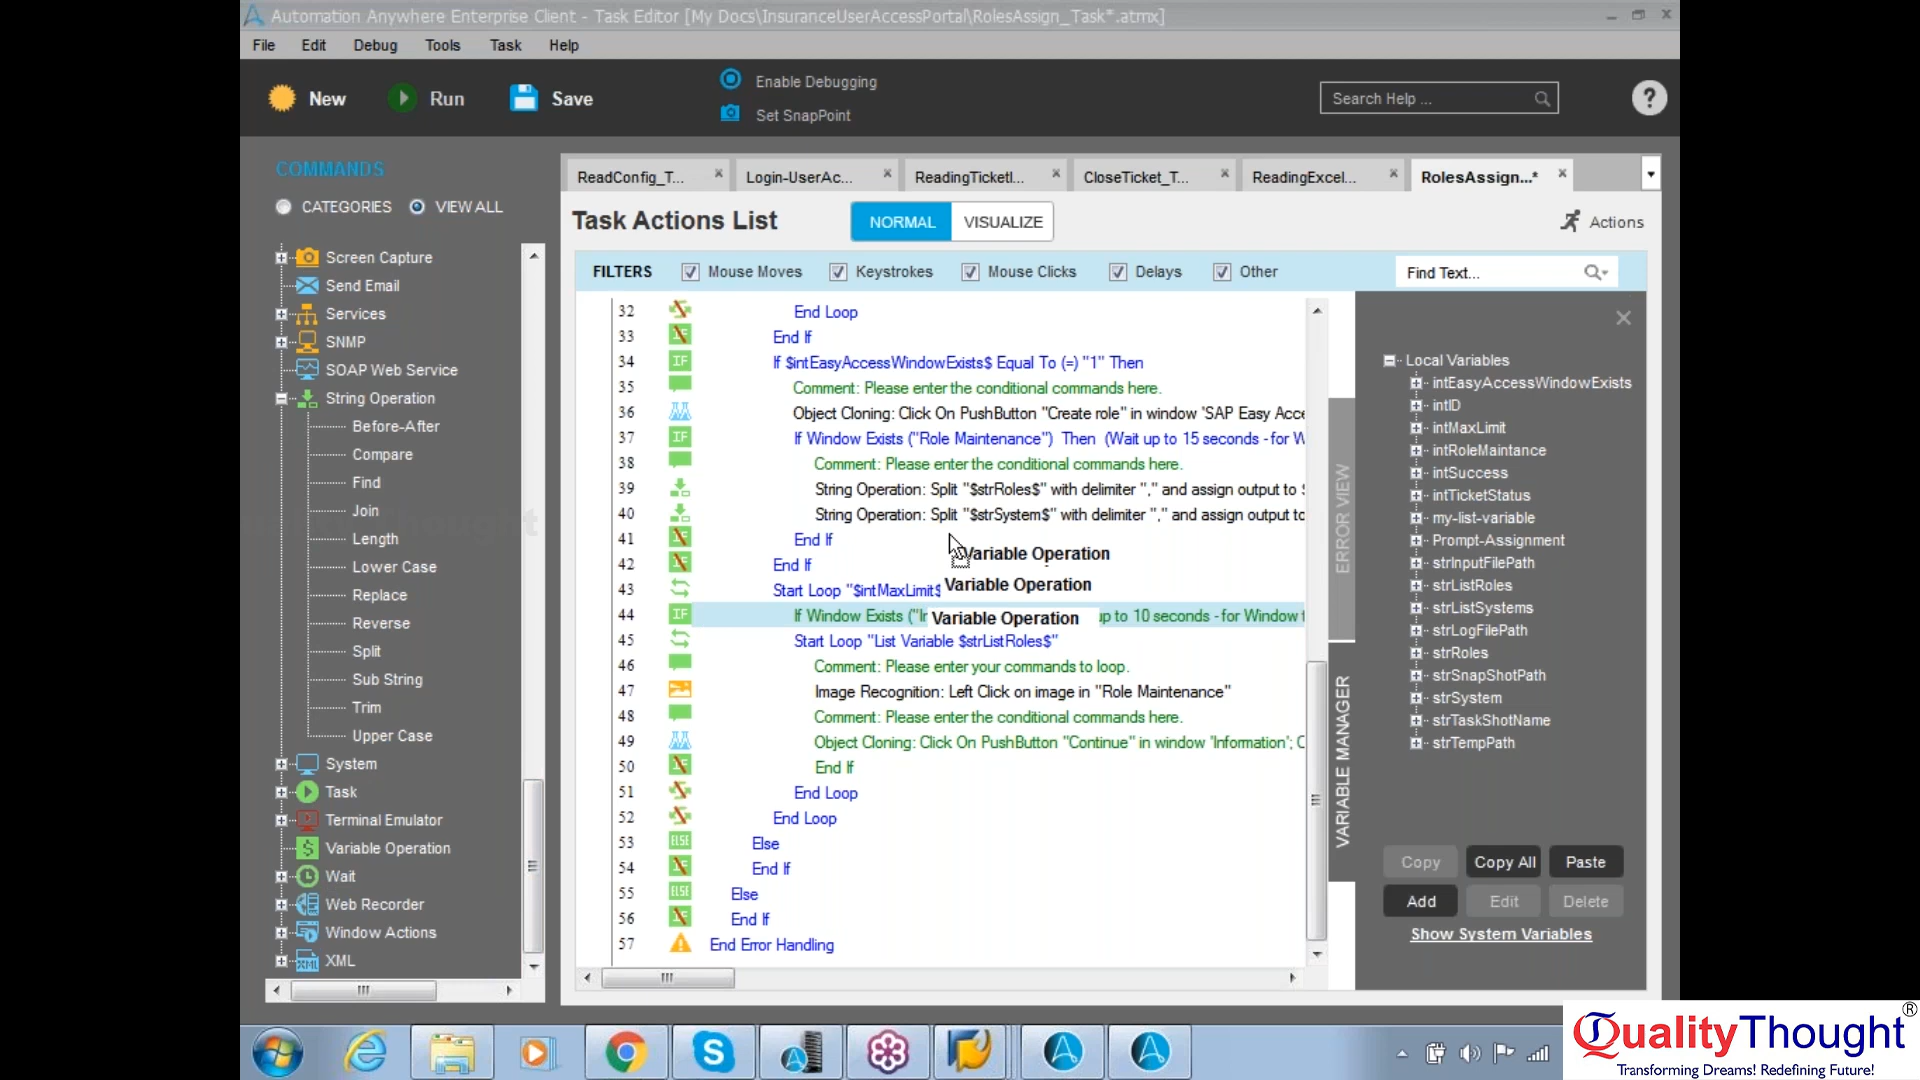 Automation Anywhere Enterprise Client - Task Editor [My Docs\InsuranceUserAccessPortal\RolesAssign_Task*.atmx]
File Edit Debug Tools Task Help
New Run Save
Enable Debugging
Set SnapPoint
Search Help ...
?
COMMANDS
CATEGORIES VIEW ALL
Screen Capture
Send Email
Services
SNMP
SOAP Web Service
String Operation
Before-After
Compare
Find
Join
Length
Lower Case
Replace
Reverse
Split
Sub String
Trim
Upper Case
System
Task
Terminal Emulator
Variable Operation
Wait
Web Recorder
Window Actions
XML
ReadConfig_T... Login-UserAc... ReadingTicketI... CloseTicket_T... ReadingExcel... RolesAssign...*
Task Actions List
NORMAL VISUALIZE
Actions
FILTERS Mouse Moves Keystrokes Mouse Clicks Delays Other
Find Text...
32 End Loop
33 End If
34 If $intEasyAccessWindowExists$ Equal To (=) "1" Then
35 Comment: Please enter the conditional commands here.
36 Object Cloning: Click On PushButton "Create role" in window 'SAP Easy Acce
37 If Window Exists ("Role Maintenance") Then (Wait up to 15 seconds - for W
38 Comment: Please enter the conditional commands here.
39 String Operation: Split "$strRoles$" with delimiter "," and assign output to $
40 String Operation: Split "$strSystem$" with delimiter "," and assign output to
41 End If
Variable Operation
42 End If
43 Start Loop "$intMaxLimit$
Variable Operation
44 If Window Exists ("Ir
Variable Operation
up to 10 seconds - for Window t
45 Start Loop "List Variable $strListRoles$"
46 Comment: Please enter your commands to loop.
47 Image Recognition: Left Click on image in "Role Maintenance"
48 Comment: Please enter the conditional commands here.
49 Object Cloning: Click On PushButton "Continue" in window 'Information'; C
50 End If
51 End Loop
52 End Loop
53 Else
54 End If
55 Else
56 End If
57 End Error Handling
ERROR VIEW
VARIABLE MANAGER
Local Variables
intEasyAccessWindowExists
intID
intMaxLimit
intRoleMaintance
intSuccess
intTicketStatus
my-list-variable
Prompt-Assignment
strInputFilePath
strListRoles
strListSystems
strLogFilePath
strRoles
strSnapShotPath
strSystem
strTaskShotName
strTempPath
Copy Copy All Paste
Add Edit Delete
Show System Variables
QualityThought®
Transforming Dreams! Redefining Future!